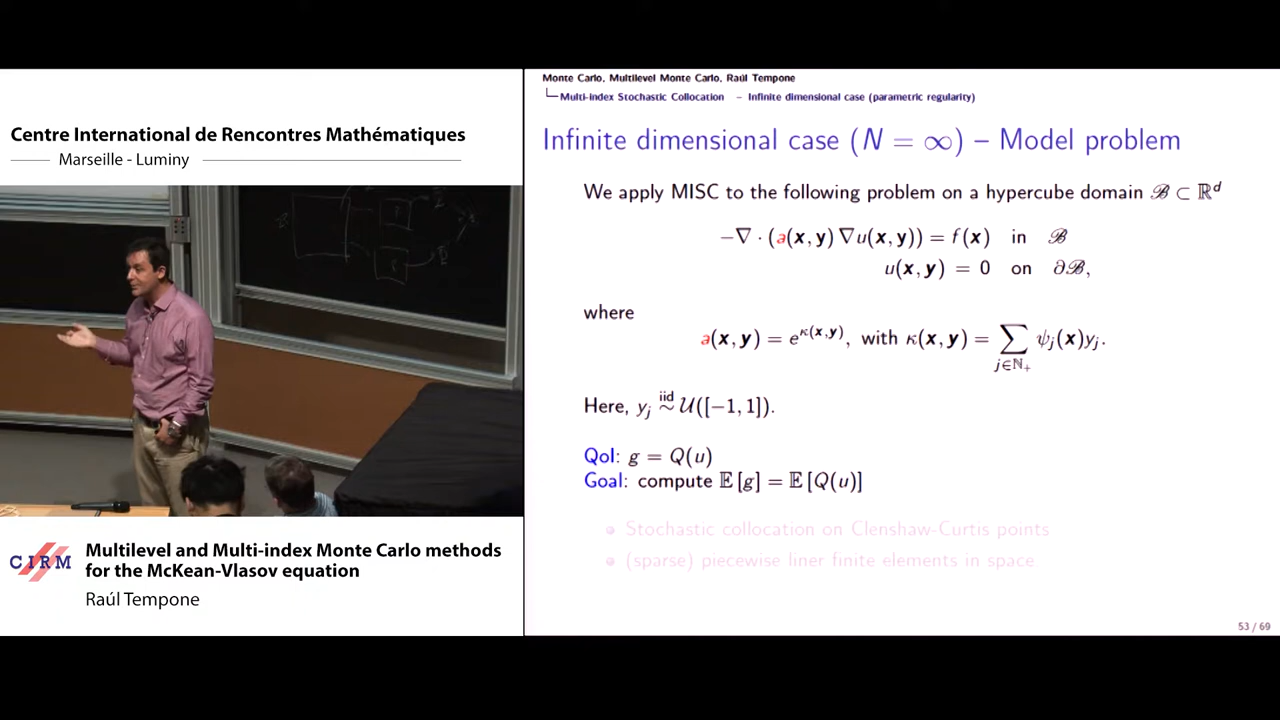 Centre International de Rencontres Mathématiques
Marseille - Luminy
CIRM
Multilevel and Multi-index Monte Carlo methods
for the McKean-Vlasov equation
Raúl Tempone
Monte Carlo, Multilevel Monte Carlo, Raúl Tempone
Multi-index Stochastic Collocation – Infinite dimensional case (parametric regularity)
Infinite dimensional case (N = ∞) – Model problem
We apply MISC to the following problem on a hypercube domain ℬ ⊂ ℝᵈ
−∇ · (a(x, y) ∇u(x, y)) = f(x) in ℬ
u(x, y) = 0 on ∂ℬ,
where
a(x, y) = e^{κ(x,y)}, with κ(x, y) = ∑_{j∈ℕ₊} ψⱼ(x)yⱼ.
Here, yⱼ ∼ⁱⁱᵈ 𝒰([−1, 1]).
QoI: g = Q(u)
Goal: compute 𝔼 [g] = 𝔼 [Q(u)]
Stochastic collocation on Clenshaw-Curtis points
(sparse) piecewise liner finite elements in space
53 / 69